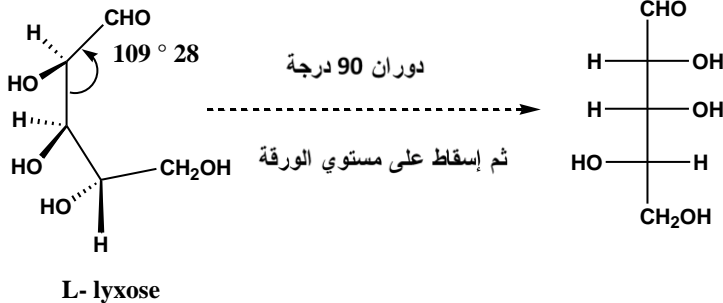 CHO
H
109 ° 28
HO
H
HO
CH2OH
HO
H
L- lyxose
دوران 90 درجة
ثم إسقاط على مستوي الورقة
CHO
H OH
H OH
HO H
CH2OH